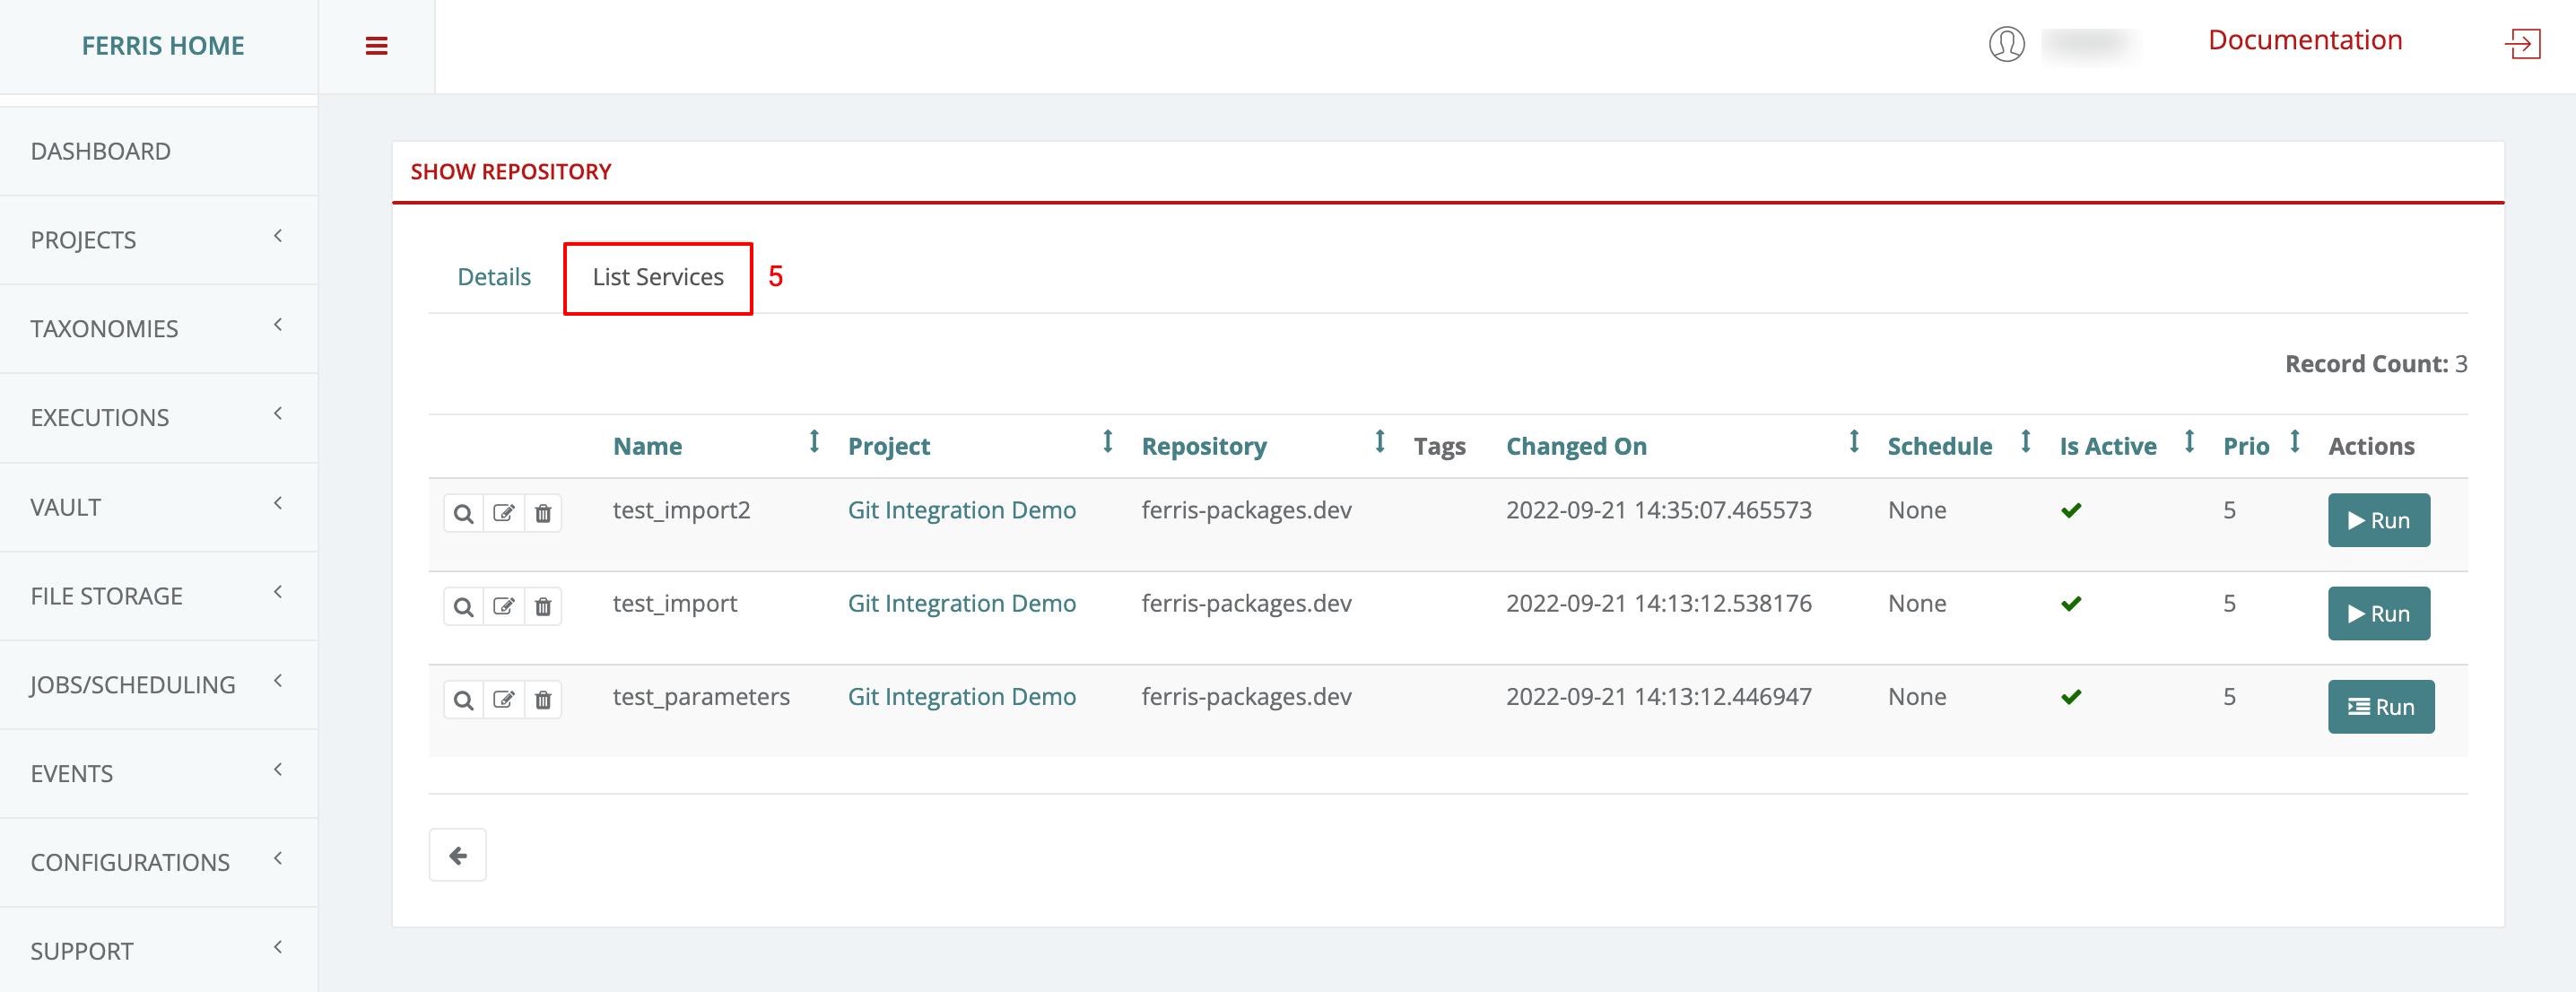 FERRIS HOME
Documentation
DASHBOARD
PROJECTS
TAXONOMIES
EXECUTIONS
VAULT
FILE STORAGE
JOBS/SCHEDULING
EVENTS
CONFIGURATIONS
SUPPORT
SHOW REPOSITORY
Details List Services 5
Record Count: 3
Name Project Repository Tags Changed On Schedule Is Active Prio Actions
test_import2 Git Integration Demo ferris-packages.dev 2022-09-21 14:35:07.465573 None 5 Run
test_import Git Integration Demo ferris-packages.dev 2022-09-21 14:13:12.538176 None 5 Run
test_parameters Git Integration Demo ferris-packages.dev 2022-09-21 14:13:12.446947 None 5 Run